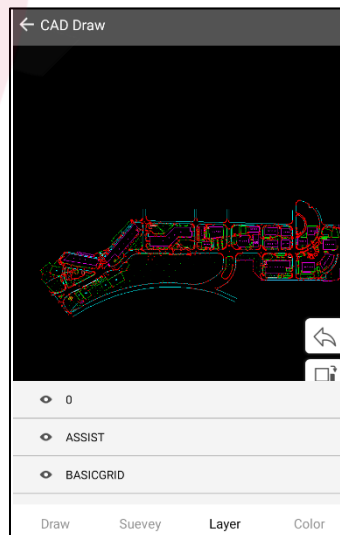 CAD Draw
0
ASSIST
BASICGRID
Draw Suevey Layer Color